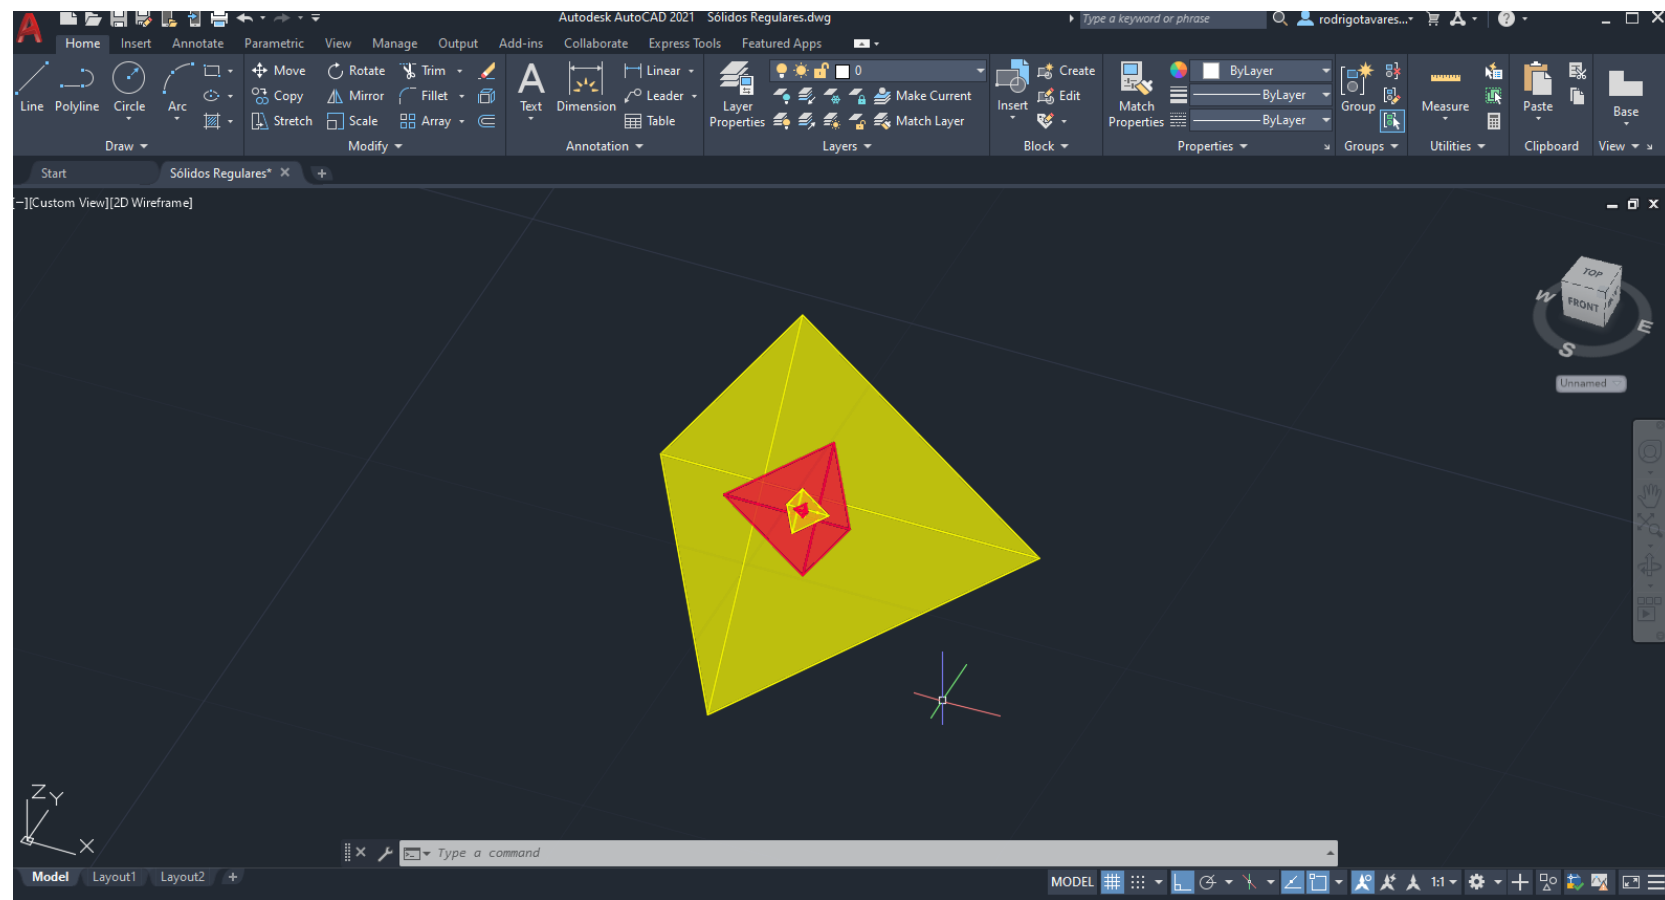 Autodesk AutoCAD 2021 Sólidos Regulares.dwg
Type a keyword or phrase
rodrigotavares...
Home Insert Annotate Parametric View Manage Output Add-ins Collaborate Express Tools Featured Apps
Line Polyline Circle Arc
Move Rotate Trim
Copy Mirror Fillet
Stretch Scale Array
Text Dimension
Linear
Leader
Table
Layer Properties
0
Make Current
Match Layer
Insert
Create
Edit
Match Properties
ByLayer
ByLayer
ByLayer
Group
Measure
Paste
Base
Draw Modify Annotation Layers Block Properties Groups Utilities Clipboard View
Start Sólidos Regulares* +
[−][Custom View][2D Wireframe]
TOP
FRONT
W
E
S
Unnamed
Z
Y
X
Type a command
Model Layout1 Layout2 +
MODEL 1:1